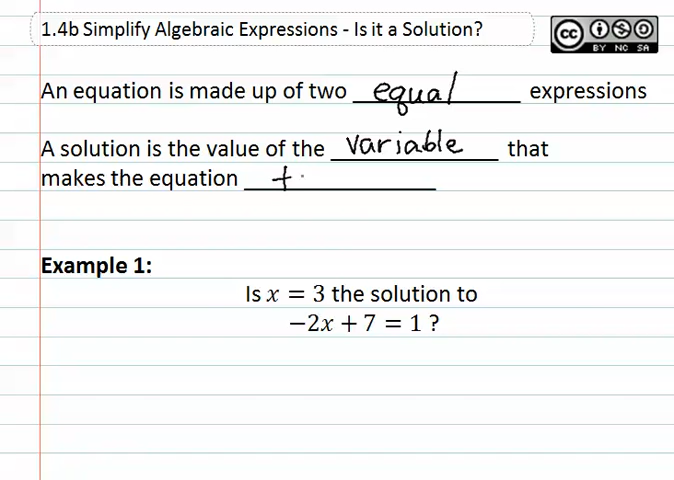 1.4b Simplify Algebraic Expressions - Is it a Solution?
cc BY NC SA
An equation is made up of two equal expressions
A solution is the value of the variable that
makes the equation t
Example 1:
Is x = 3 the solution to
−2x + 7 = 1 ?